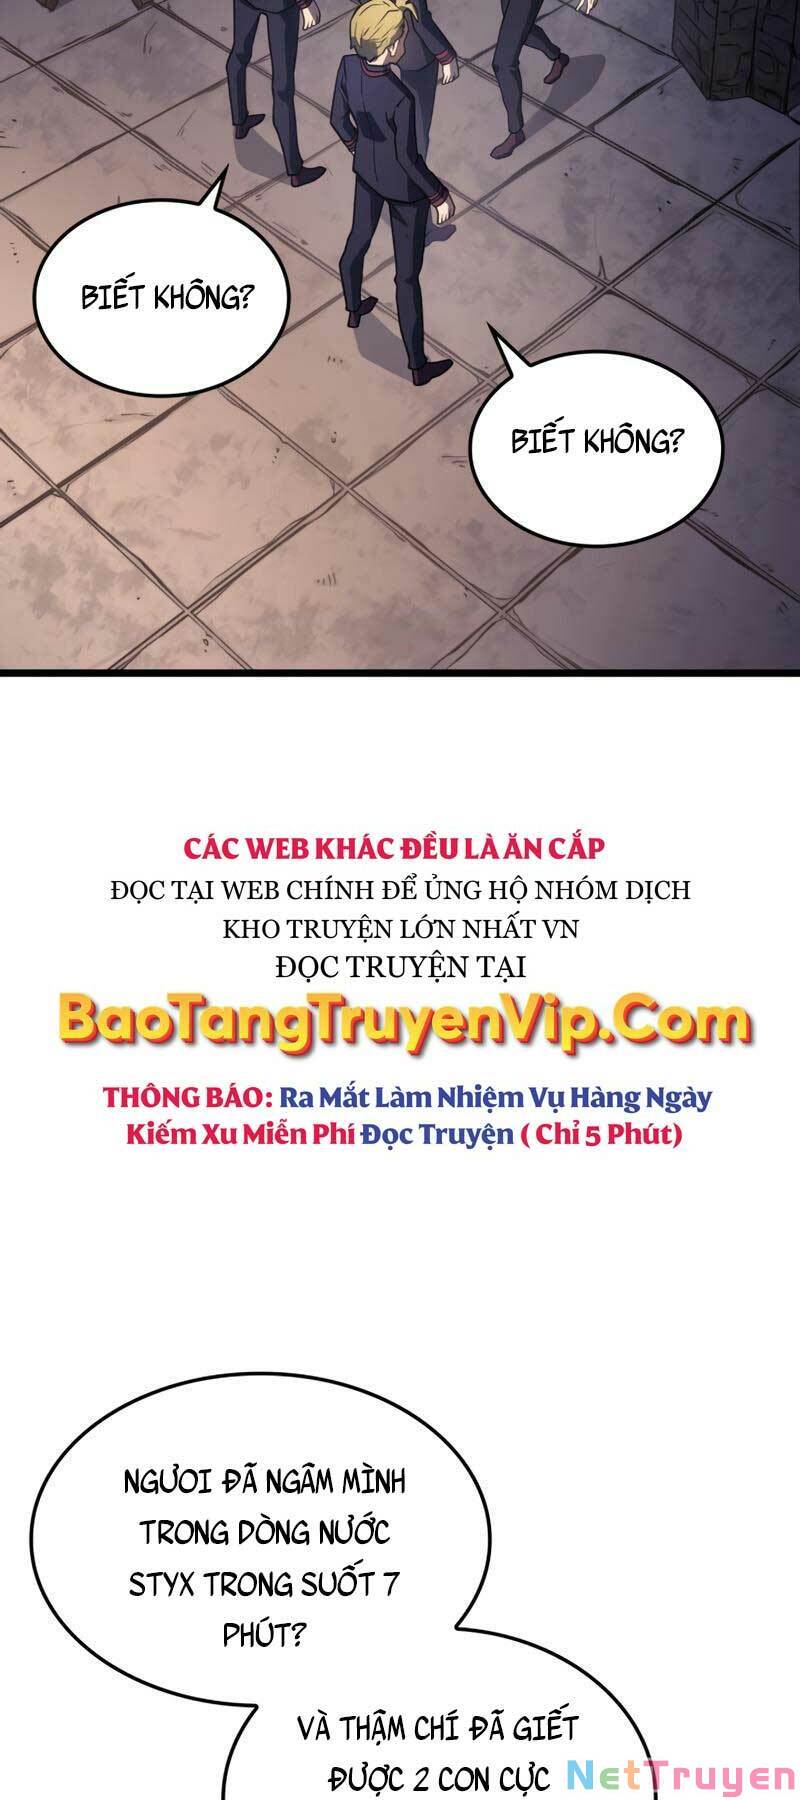 BIẾT KHÔNG?
BIẾT KHÔNG?
CÁC WEB KHÁC ĐỀU LÀ ĂN CẮP
ĐỌC TẠI WEB CHÍNH ĐỂ ỦNG HỘ NHÓM DỊCH
KHO TRUYỆN LỚN NHẤT VN
ĐỌC TRUYỆN TẠI
BaoTangTruyenVip.Com
THÔNG BÁO: Ra Mắt Làm Nhiệm Vụ Hàng Ngày
Kiếm Xu Miễn Phí Đọc Truyện ( Chỉ 5 Phút)
NGƯƠI ĐÃ NGÂM MÌNH
TRONG DÒNG NƯỚC
STYX TRONG SUỐT 7
PHÚT?
VÀ THẬM CHÍ ĐÃ GIẾT
ĐƯỢC 2 CON CỰC
NetTruyen